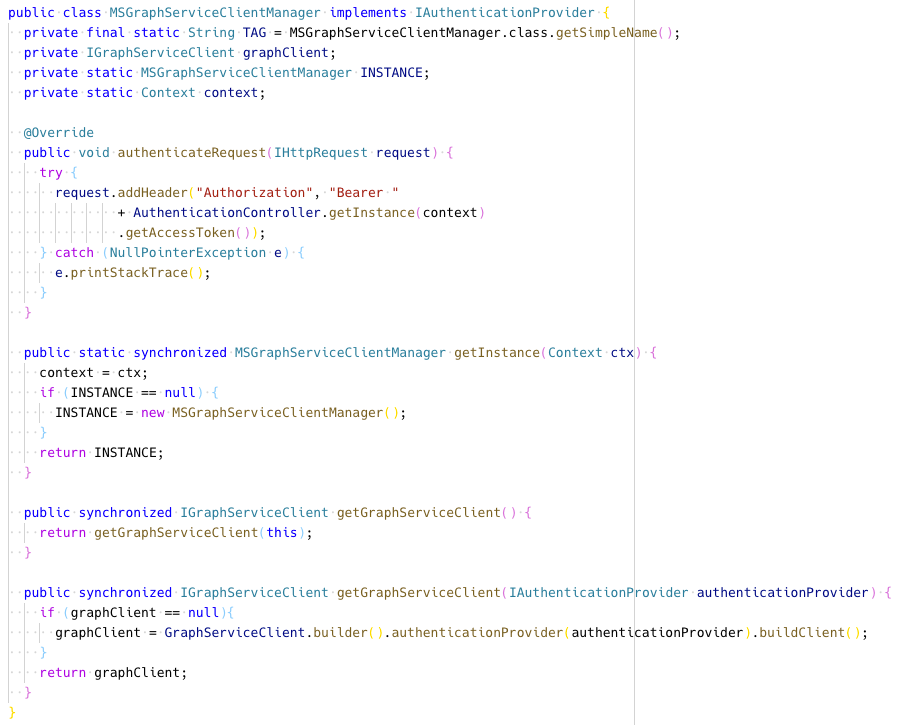 public class MSGraphServiceClientManager implements IAuthenticationProvider {
  private final static String TAG = MSGraphServiceClientManager.class.getSimpleName();
  private IGraphServiceClient graphClient;
  private static MSGraphServiceClientManager INSTANCE;
  private static Context context;

  @Override
  public void authenticateRequest(IHttpRequest request) {
    try {
      request.addHeader("Authorization", "Bearer "
              + AuthenticationController.getInstance(context)
              .getAccessToken());
    } catch (NullPointerException e) {
      e.printStackTrace();
    }
  }

  public static synchronized MSGraphServiceClientManager getInstance(Context ctx) {
    context = ctx;
    if (INSTANCE == null) {
      INSTANCE = new MSGraphServiceClientManager();
    }
    return INSTANCE;
  }

  public synchronized IGraphServiceClient getGraphServiceClient() {
    return getGraphServiceClient(this);
  }

  public synchronized IGraphServiceClient getGraphServiceClient(IAuthenticationProvider authenticationProvider) {
    if (graphClient == null){
      graphClient = GraphServiceClient.builder().authenticationProvider(authenticationProvider).buildClient();
    }
    return graphClient;
  }
}